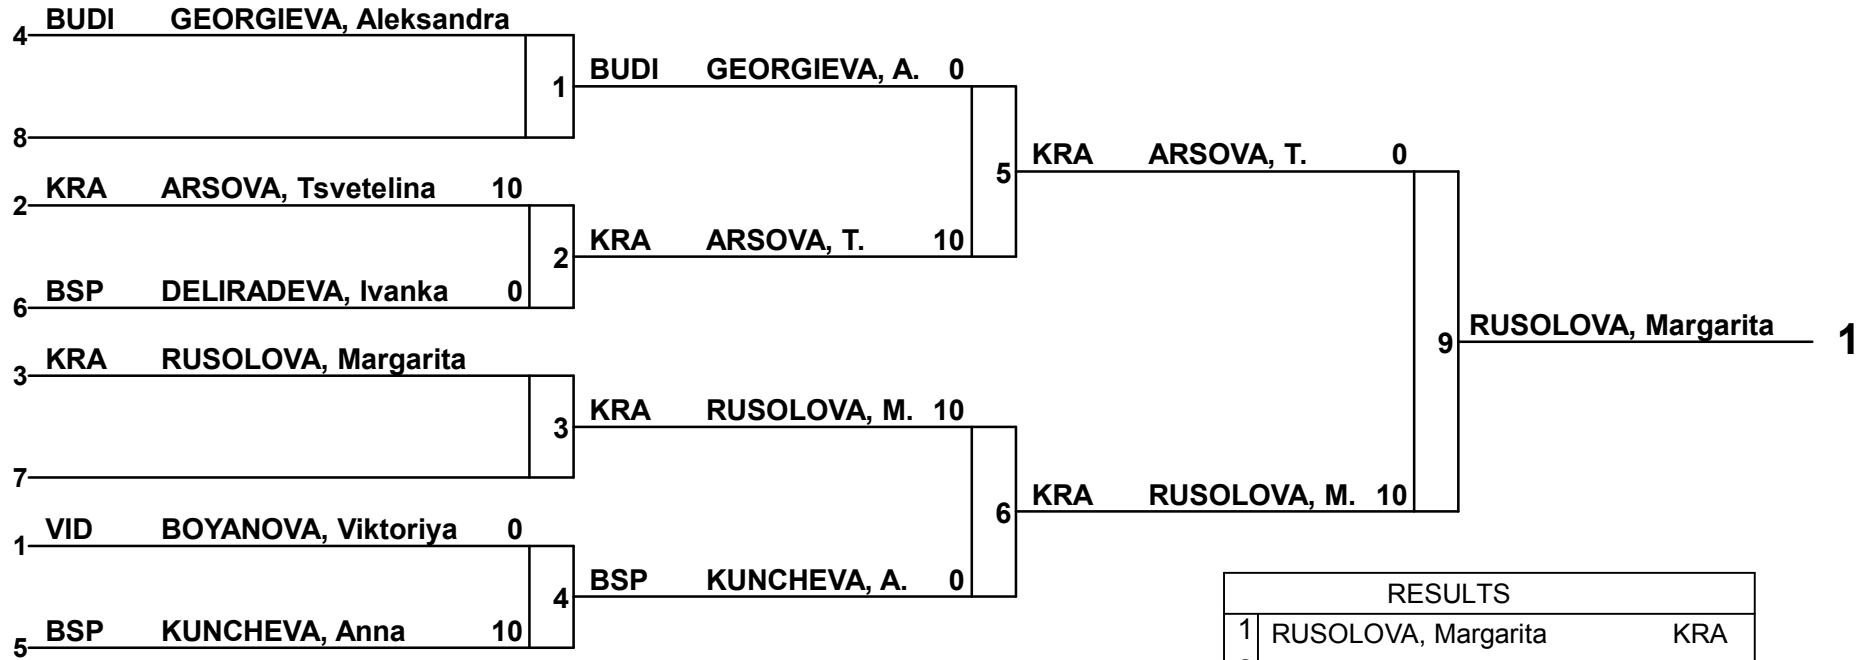 4 BUDI GEORGIEVA, Aleksandra
1 BUDI GEORGIEVA, A. 0
8
5 KRA ARSOVA, T. 0
2 KRA ARSOVA, Tsvetelina 10
2 KRA ARSOVA, T. 10
6 BSP DELIRADEVA, Ivanka 0
9 RUSOLOVA, Margarita 1
3 KRA RUSOLOVA, Margarita
3 KRA RUSOLOVA, M. 10
7
6 KRA RUSOLOVA, M. 10
1 VID BOYANOVA, Viktoriya 0
4 BSP KUNCHEVA, A. 0
5 BSP KUNCHEVA, Anna 10
RESULTS
1 RUSOLOVA, Margarita KRA